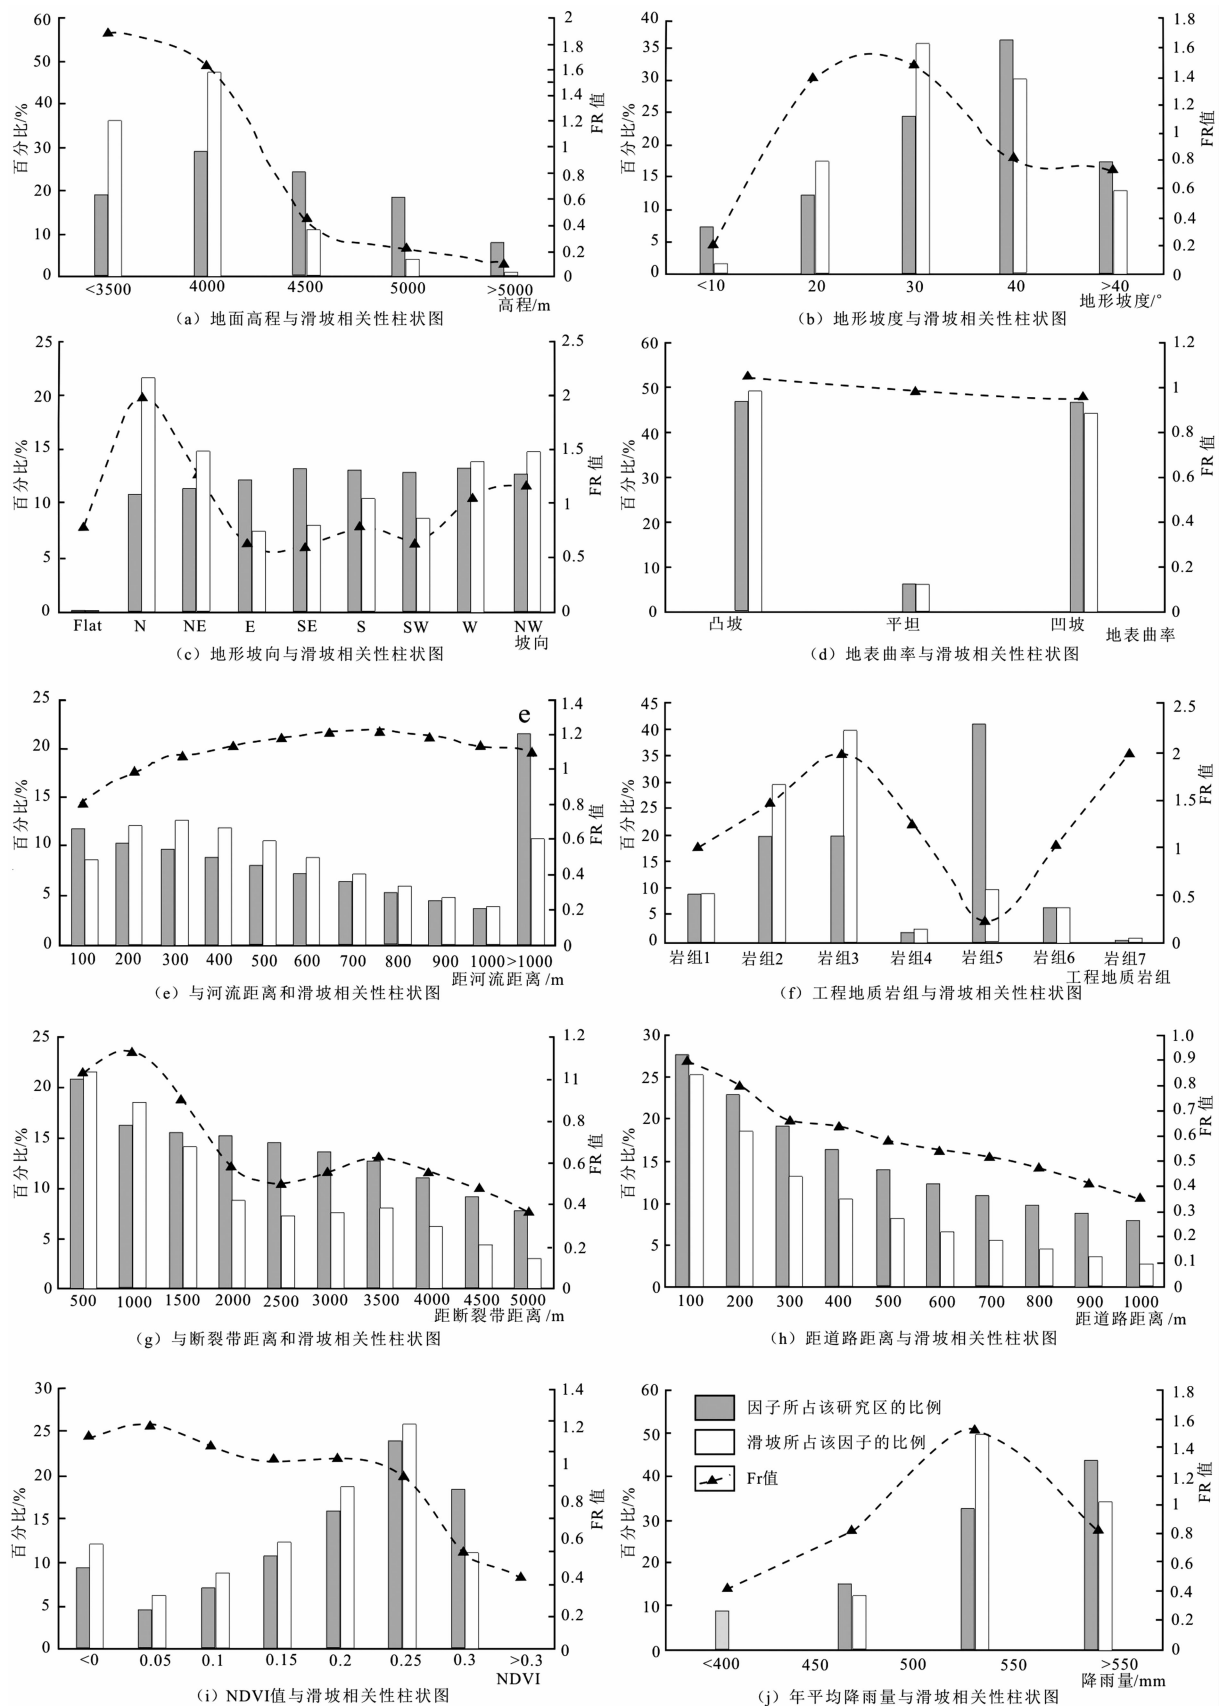 60
50
40
30
20
10
0
百分比/%
2
1.8
1.6
1.4
1.2
1
0.8
0.6
0.4
0.2
0
FR 值
<3500 4000 4500 5000 >5000
高程/m
（a）地面高程与滑坡相关性柱状图
40
35
30
25
20
15
10
5
0
百分比/%
1.8
1.6
1.4
1.2
1
0.8
0.6
0.4
0.2
0
FR值
<10 20 30 40 >40
地形坡度/°
（b）地形坡度与滑坡相关性柱状图
25
20
15
10
5
0
百分比/%
2.5
2
1.5
1
0.5
0
FR 值
Flat N NE E SE S SW W NW
坡向
（c）地形坡向与滑坡相关性柱状图
60
50
40
30
20
10
0
百分比/%
1.2
1
0.8
0.6
0.4
0.2
0
FR 值
凸坡 平坦 凹坡
地表曲率
（d）地表曲率与滑坡相关性柱状图
25
20
15
10
5
0
百分比/%
1.4
1.2
1
0.8
0.6
0.4
0.2
0
FR 值
e
100 200 300 400 500 600 700 800 900 1000 >1000
距河流距离/m
（e）与河流距离和滑坡相关性柱状图
45
40
35
30
25
20
15
10
5
0
百分比/%
2.5
2
1.5
1
0.5
0
FR 值
岩组1 岩组2 岩组3 岩组4 岩组5 岩组6 岩组7
工程地质岩组
（f）工程地质岩组与滑坡相关性柱状图
25
20
15
10
5
0
百分比/%
1.2
11
0.8
0.6
0.4
0.2
0
FR 值
500 1000 1500 2000 2500 3000 3500 4000 4500 5000
距断裂带距离/m
（g）与断裂带距离和滑坡相关性柱状图
30
25
20
15
10
5
0
百分比/%
1.0
0.9
0.8
0.7
0.6
0.5
0.4
0.3
0.2
0.1
0
FR 值
100 200 300 400 500 600 700 800 900 1000
距道路距离/m
（h）距道路距离与滑坡相关性柱状图
30
25
20
15
10
5
0
百分比/%
1.4
1.2
1
0.8
0.6
0.4
0.2
0
FR 值
<0 0.05 0.1 0.15 0.2 0.25 0.3 >0.3
NDVI
（i）NDVI值与滑坡相关性柱状图
60
50
40
30
20
10
0
百分比/%
因子所占该研究区的比例
滑坡所占该因子的比例
Fr值
1.8
1.6
1.4
1.2
1
0.8
0.6
0.4
0.2
0
FR 值
<400 450 500 550 >550
降雨量/mm
（j）年平均降雨量与滑坡相关性柱状图